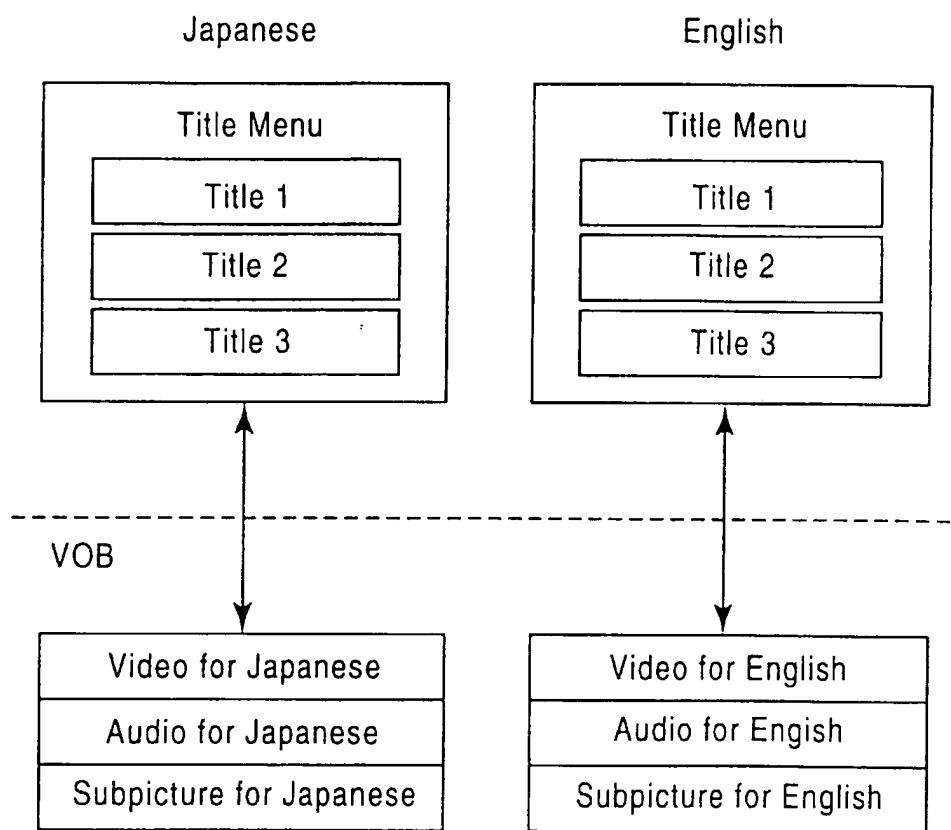 Japanese
English
Title Menu
Title 1
Title 2
Title 3
Title Menu
Title 1
Title 2
Title 3
VOB
Video for Japanese
Audio for Japanese
Subpicture for Japanese
Video for English
Audio for Engish
Subpicture for English